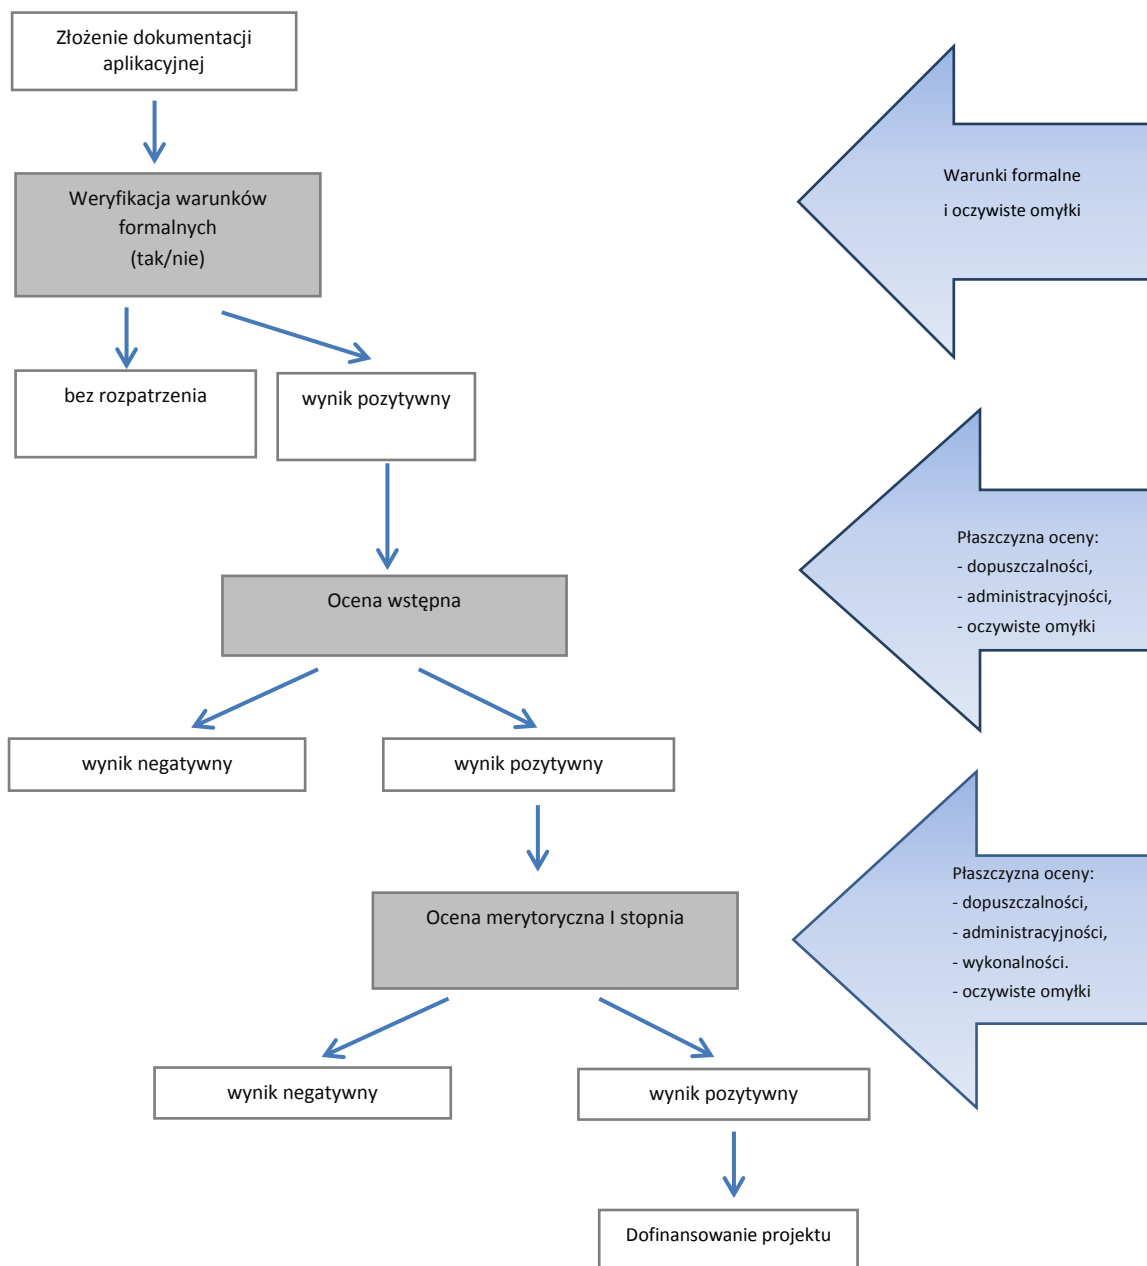 Złożenie dokumentacji
aplikacyjnej
Warunki formalne
i oczywiste omyłki
Weryfikacja warunków
formalnych
(tak/nie)
bez rozpatrzenia
wynik pozytywny
Płaszczyzna oceny:
- dopuszczalności,
- administracyjności,
- oczywiste omyłki
Ocena wstępna
wynik negatywny
wynik pozytywny
Płaszczyzna oceny:
- dopuszczalności,
- administracyjności,
- wykonalności.
- oczywiste omyłki
Ocena merytoryczna I stopnia
wynik negatywny
wynik pozytywny
Dofinansowanie projektu